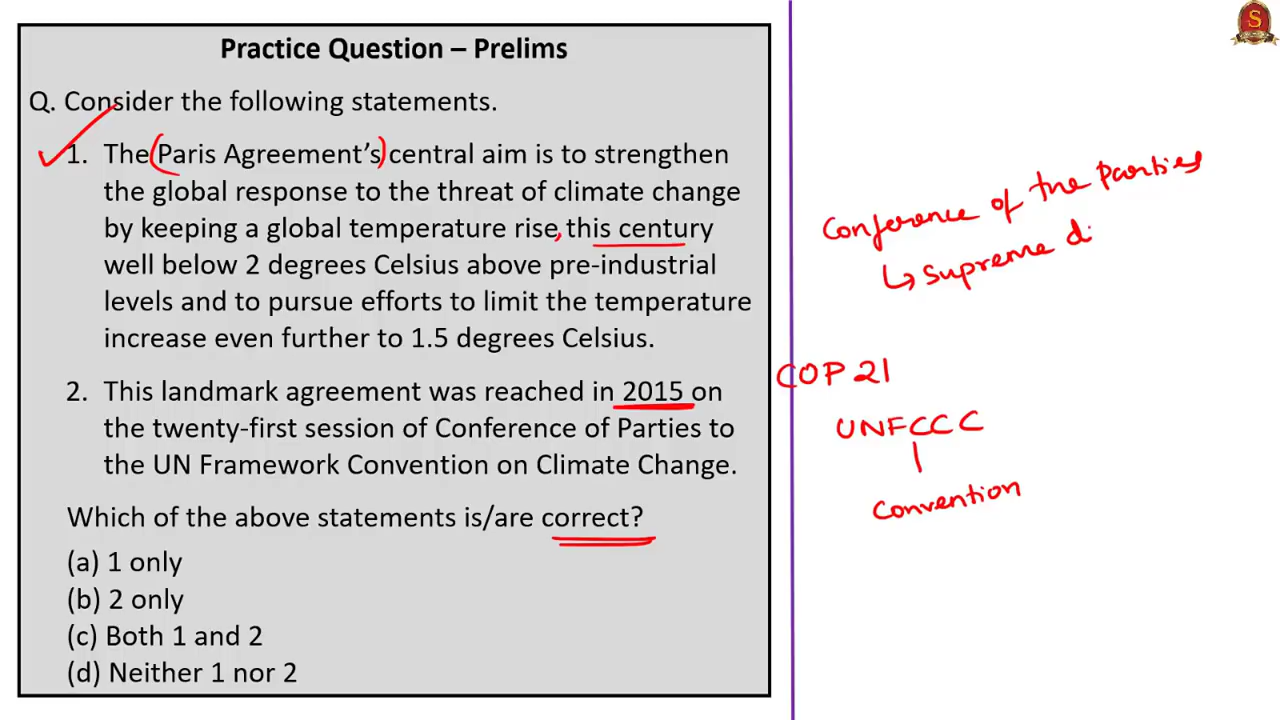 Practice Question – Prelims
Q. Consider the following statements.
1. The (Paris Agreement’s) central aim is to strengthen
the global response to the threat of climate change
by keeping a global temperature rise, this century
well below 2 degrees Celsius above pre-industrial
levels and to pursue efforts to limit the temperature
increase even further to 1.5 degrees Celsius.
2. This landmark agreement was reached in 2015 on
the twenty-first session of Conference of Parties to
the UN Framework Convention on Climate Change.
Which of the above statements is/are correct?
(a) 1 only
(b) 2 only
(c) Both 1 and 2
(d) Neither 1 nor 2
S
Conference of the Parties
↳ Supreme di
COP 21
UNFCCC
Convention